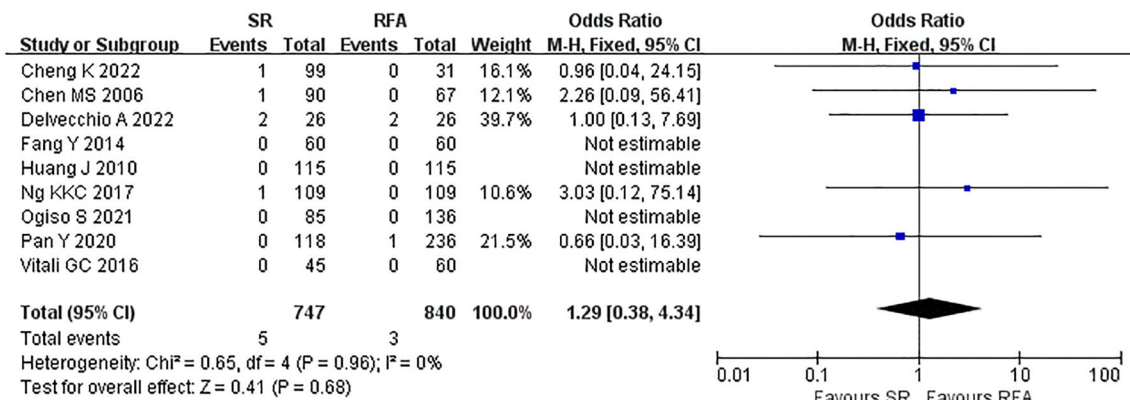 SR RFA Odds Ratio Odds Ratio
Study or Subgroup Events Total Events Total Weight M-H, Fixed, 95% CI M-H, Fixed, 95% CI
Cheng K 2022 1 99 0 31 16.1% 0.96 [0.04, 24.15]
Chen MS 2006 1 90 0 67 12.1% 2.26 [0.09, 56.41]
Delvecchio A 2022 2 26 2 26 39.7% 1.00 [0.13, 7.69]
Fang Y 2014 0 60 0 60 Not estimable
Huang J 2010 0 115 0 115 Not estimable
Ng KKC 2017 1 109 0 109 10.6% 3.03 [0.12, 75.14]
Ogiso S 2021 0 85 0 136 Not estimable
Pan Y 2020 0 118 1 236 21.5% 0.66 [0.03, 16.39]
Vitali GC 2016 0 45 0 60 Not estimable
Total (95% CI) 747 840 100.0% 1.29 [0.38, 4.34]
Total events 5 3
Heterogeneity: Chi² = 0.65, df = 4 (P = 0.96); I² = 0%
Test for overall effect: Z = 0.41 (P = 0.68)
0.01 0.1 1 10 100
Favours SR Favours RFA